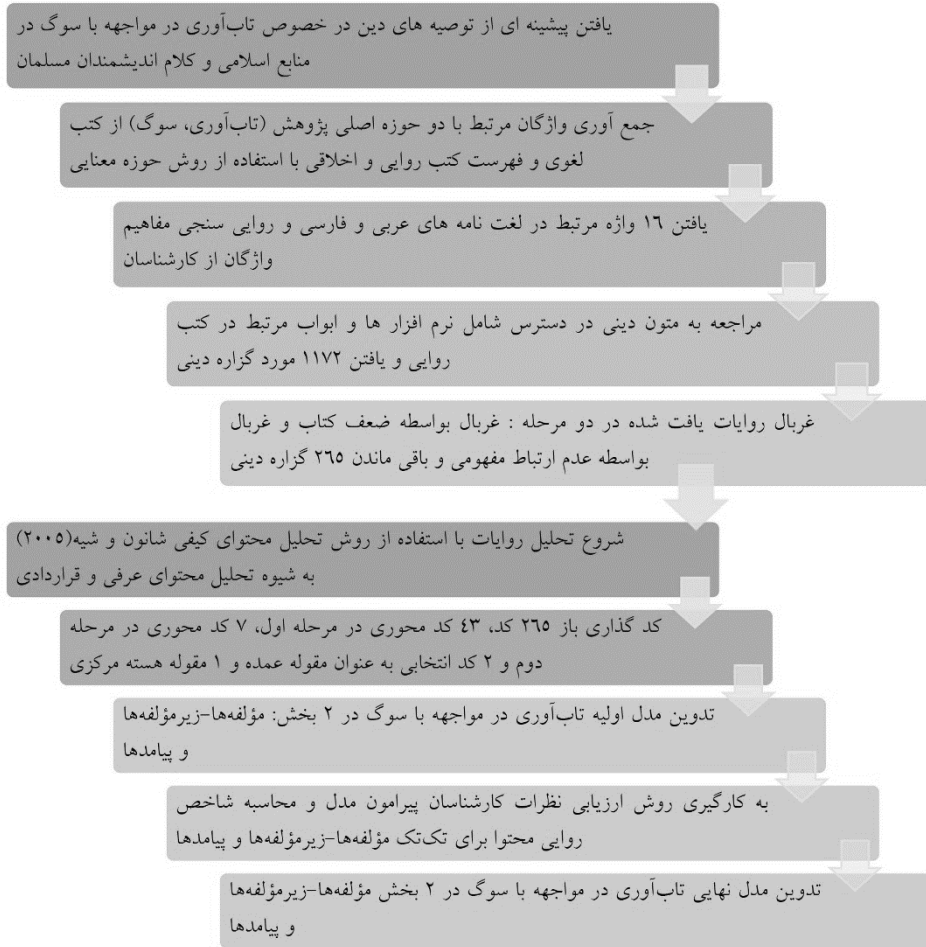 یافتن پیشینه ای از توصیه های دین در خصوص تاب‌آوری در مواجهه با سوگ در
منابع اسلامی و کلام اندیشمندان مسلمان
جمع آوری واژگان مرتبط با دو حوزه اصلی پژوهش (تاب‌آوری، سوگ) از کتب
لغوی و فهرست کتب روایی و اخلاقی با استفاده از روش حوزه معنایی
یافتن ١٦ واژه مرتبط در لغت نامه های عربی و فارسی و روایی سنجی مفاهیم
واژگان از کارشناسان
مراجعه به متون دینی در دسترس شامل نرم افزار ها و ابواب مرتبط در کتب
روایی و یافتن ١١٧٢ مورد گزاره دینی
غربال روایات یافت شده در دو مرحله : غربال بواسطه ضعف کتاب و غربال
بواسطه عدم ارتباط مفهومی و باقی ماندن ٢٦٥ گزاره دینی
شروع تحلیل روایات با استفاده از روش تحلیل محتوای کیفی شانون و شیه(٢٠٠٥)
به شیوه تحلیل محتوای عرفی و قراردادی
کد گذاری باز ٢٦٥ کد، ٤٣ کد محوری در مرحله اول، ٧ کد محوری در مرحله
دوم و ٢ کد انتخابی به عنوان مقوله عمده و ١ مقوله هسته مرکزی
تدوین مدل اولیه تاب‌آوری در مواجهه با سوگ در ٢ بخش: مؤلفه‌ها-زیرمؤلفه‌ها
و پیامدها
به کارگیری روش ارزیابی نظرات کارشناسان پیرامون مدل و محاسبه شاخص
روایی محتوا برای تک‌تک مؤلفه‌ها-زیرمؤلفه‌ها و پیامدها
تدوین مدل نهایی تاب‌آوری در مواجهه با سوگ در ٢ بخش مؤلفه‌ها-زیرمؤلفه‌ها
و پیامدها